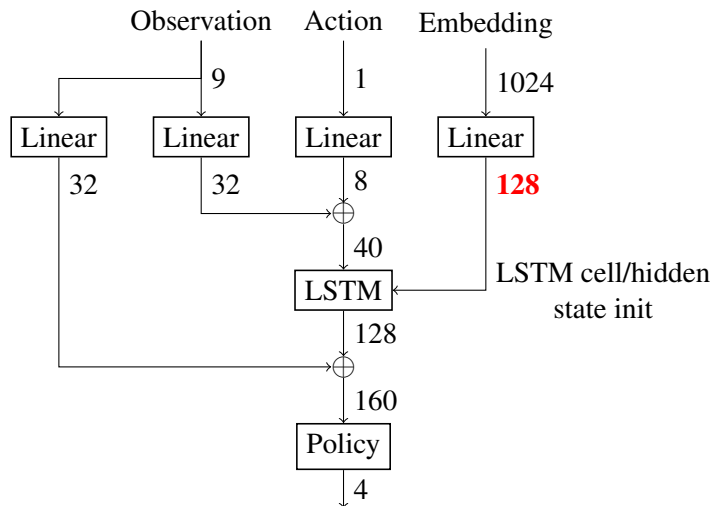 Observation Action Embedding
9 1 1024
Linear Linear Linear Linear
32 32 8 128
40
LSTM LSTM cell/hidden
state init
128
160
Policy
4